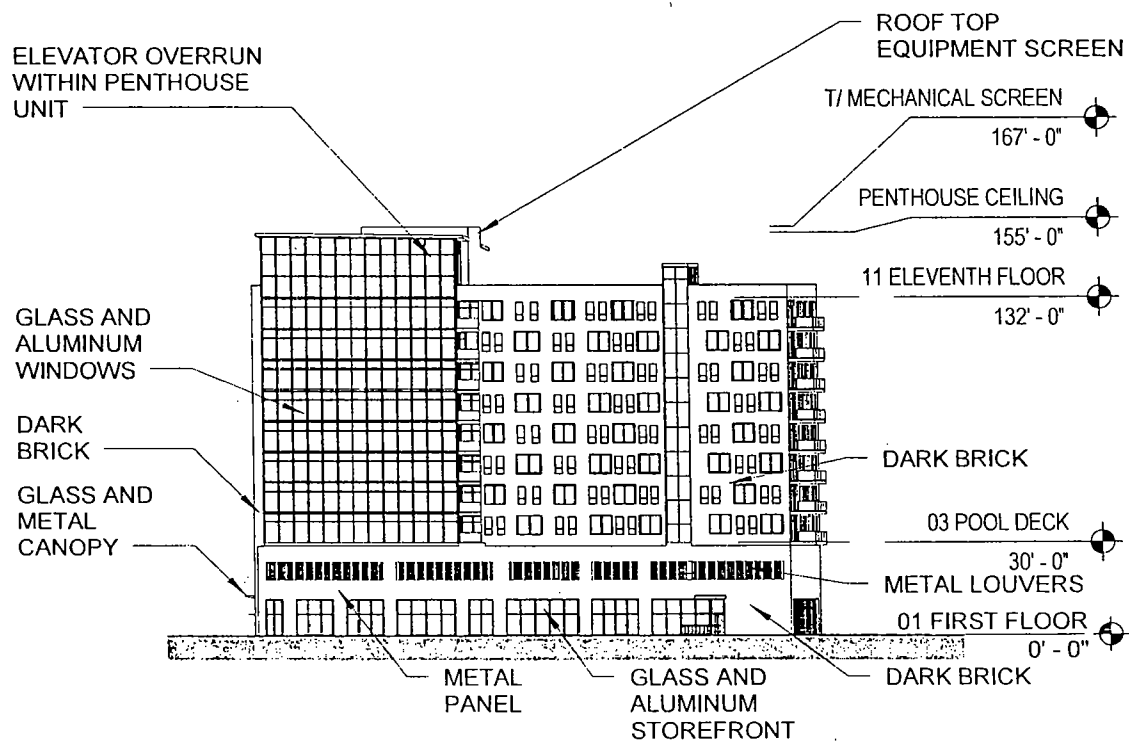 ROOF TOP
EQUIPMENT SCREEN
ELEVATOR OVERRUN
WITHIN PENTHOUSE
UNIT
T/ MECHANICAL SCREEN
167' - 0"
PENTHOUSE CEILING
155' - 0"
11 ELEVENTH FLOOR
132' - 0"
GLASS AND
ALUMINUM
WINDOWS
DARK
BRICK
GLASS AND
METAL
CANOPY
DARK BRICK
03 POOL DECK
30' - 0"
METAL LOUVERS
01 FIRST FLOOR
0' - 0"
METAL
PANEL
GLASS AND
ALUMINUM
STOREFRONT
DARK BRICK